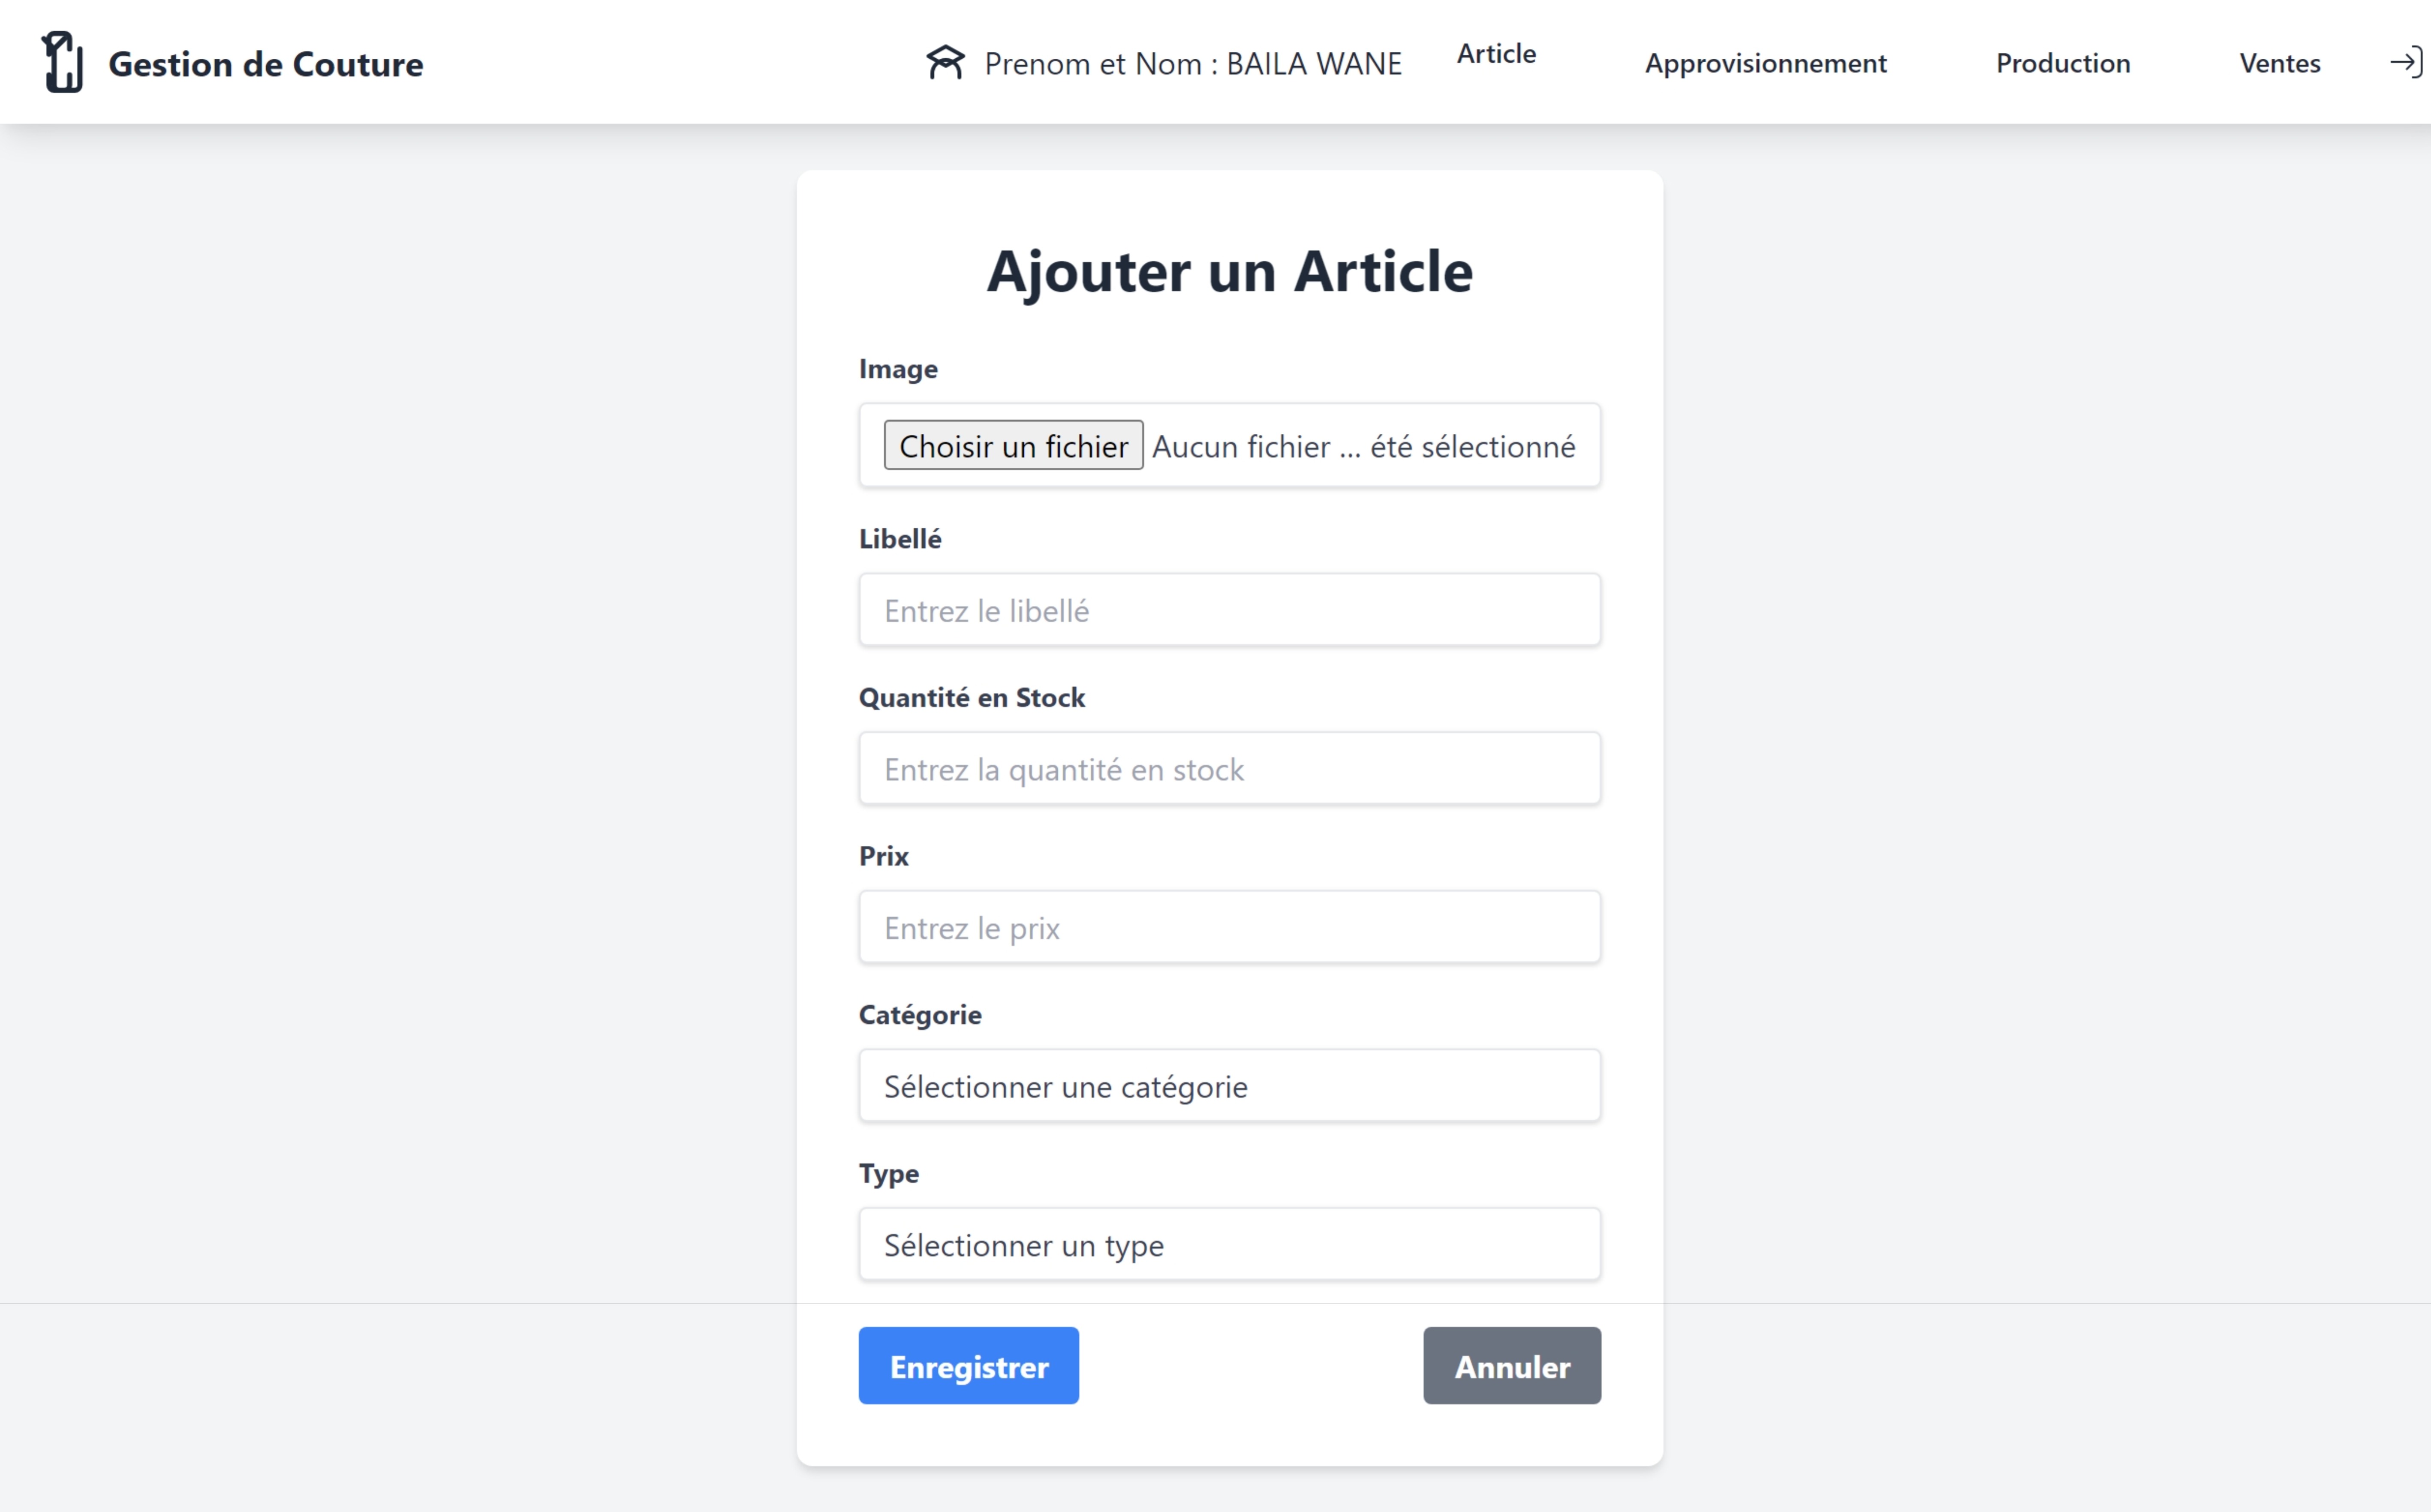 Gestion de Couture
Prenom et Nom : BAILA WANE
Article
Approvisionnement
Production
Ventes
Ajouter un Article
Image
Choisir un fichier Aucun fichier ... été sélectionné
Libellé
Entrez le libellé
Quantité en Stock
Entrez la quantité en stock
Prix
Entrez le prix
Catégorie
Sélectionner une catégorie
Type
Sélectionner un type
Enregistrer
Annuler